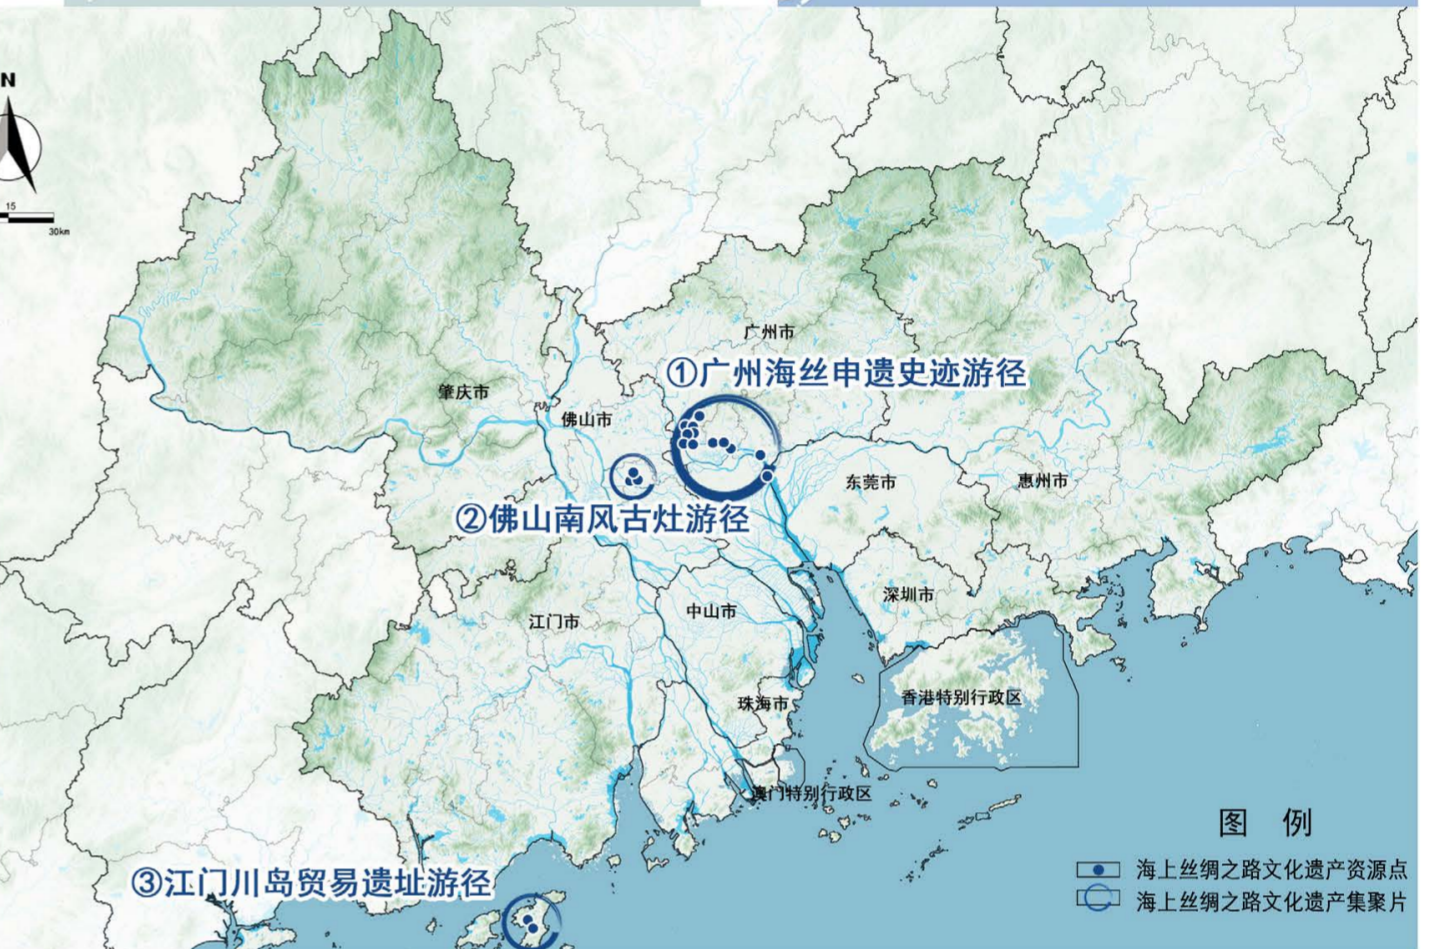 N
15
30km
广州市
①广州海丝申遗史迹游径
肇庆市
佛山市
东莞市
惠州市
②佛山南风古灶游径
深圳市
江门市
中山市
香港特别行政区
珠海市
澳门特别行政区
图 例
海上丝绸之路文化遗产资源点
海上丝绸之路文化遗产集聚片
③江门川岛贸易遗址游径